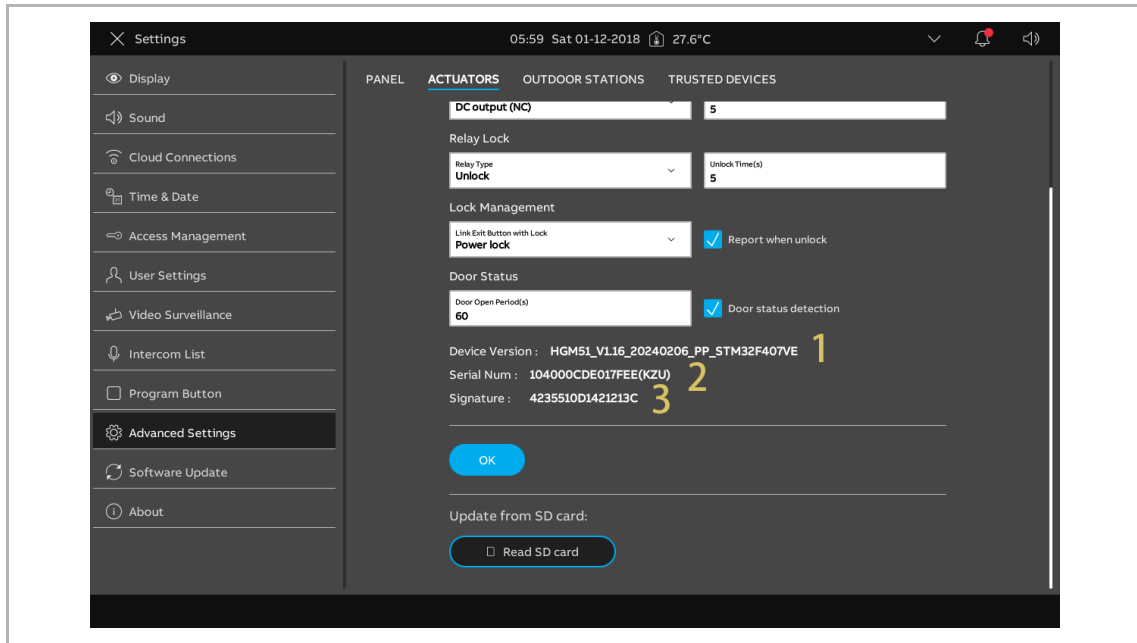 Settings
05:59 Sat 01-12-2018 27.6°C
Display
Sound
Cloud Connections
Time & Date
Access Management
User Settings
Video Surveillance
Intercom List
Program Button
Advanced Settings
Software Update
About
PANEL ACTUATORS OUTDOOR STATIONS TRUSTED DEVICES
DC output (NC) 5
Relay Lock
Relay Type Unlock Time(s)
Unlock 5
Lock Management
Link Exit Button with Lock
Power lock Report when unlock
Door Status
Door Open Period(s)
60 Door status detection
Device Version : HGM51_V1.16_20240206_PP_STM32F407VE 1
Serial Num : 104000CDE017FEE(KZU) 2
Signature : 4235510D1421213C 3
OK
Update from SD card:
Read SD card